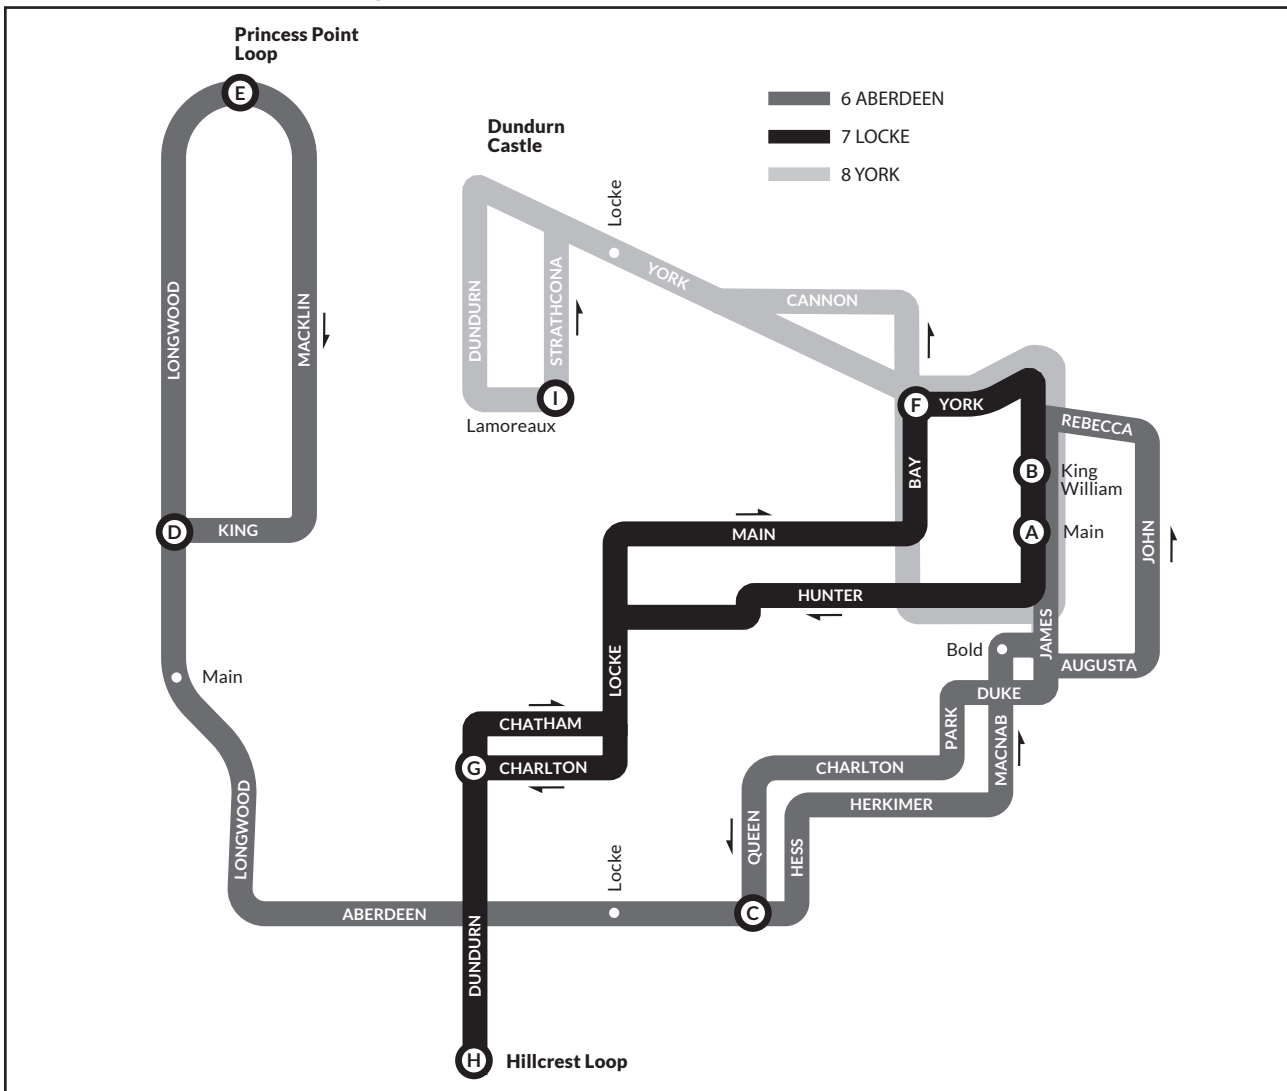 Princess Point
Loop
E
6 ABERDEEN
7 LOCKE
8 YORK
Dundurn
Castle
Locke
LONGWOOD
MACKLIN
DUNDURN
STRATHCONA
YORK
CANNON
I
Lamoreaux
F
YORK
REBECCA
BAY
B
King
William
D
KING
MAIN
A
Main
JOHN
HUNTER
JAMES
Bold
AUGUSTA
LOCKE
Main
DUKE
CHATHAM
PARK
MACNAB
G
CHARLTON
CHARLTON
HERKIMER
LONGWOOD
QUEEN
HESS
Locke
ABERDEEN
C
DUNDURN
H
Hillcrest Loop